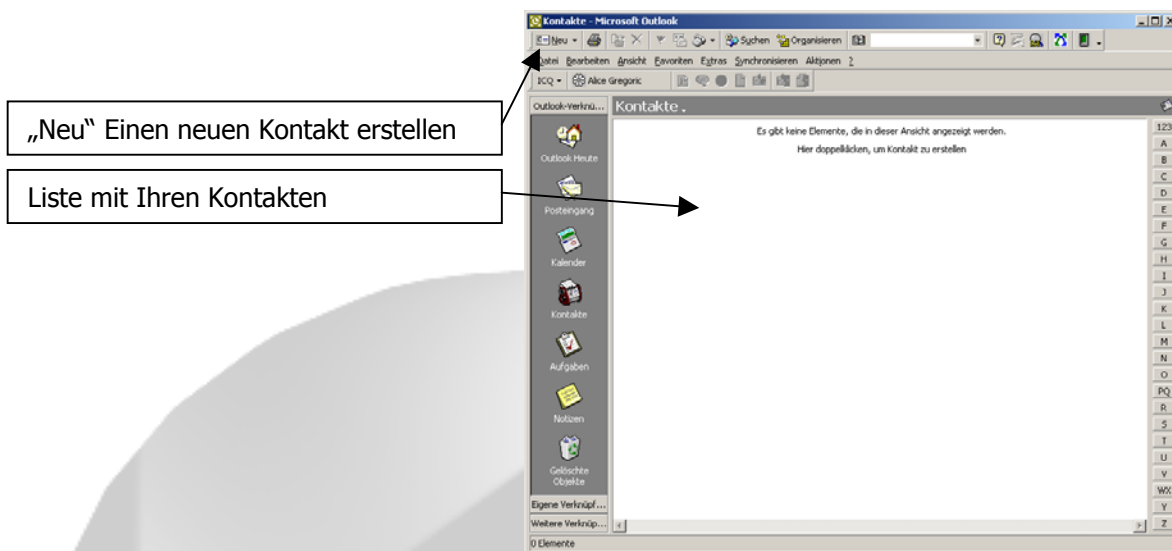 Kontakte - Microsoft Outlook
Neu Suchen Organisieren
Datei Bearbeiten Ansicht Favoriten Extras Synchronisieren Aktionen ?
ICQ Alice Gregoric
„Neu“ Einen neuen Kontakt erstellen
Liste mit Ihren Kontakten
Outlook-Verknü...
Kontakte .
Outlook Heute
Posteingang
Kalender
Kontakte
Aufgaben
Notizen
Gelöschte
Objekte
Eigene Verknüpf...
Weitere Verknüp...
Es gibt keine Elemente, die in dieser Ansicht angezeigt werden.
Hier doppelklicken, um Kontakt zu erstellen
123
A
B
C
D
E
F
G
H
I
J
K
L
M
N
O
PQ
R
S
T
U
V
WX
Y
Z
0 Elemente